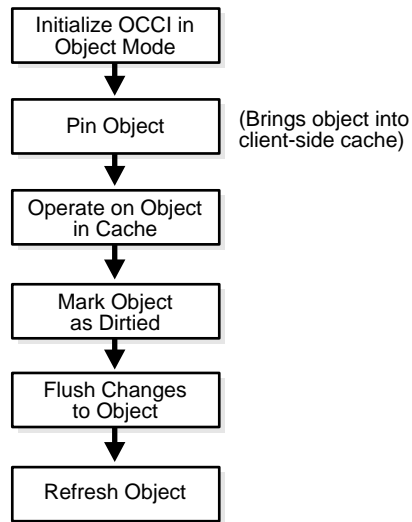 Initialize OCCI in
Object Mode
Pin Object
(Brings object into
client-side cache)
Operate on Object
in Cache
Mark Object
as Dirtied
Flush Changes
to Object
Refresh Object